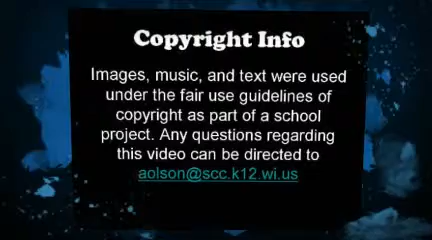 Copyright Info
Images, music, and text were used
under the fair use guidelines of
copyright as part of a school
project. Any questions regarding
this video can be directed to
aolson@scc.k12.wi.us